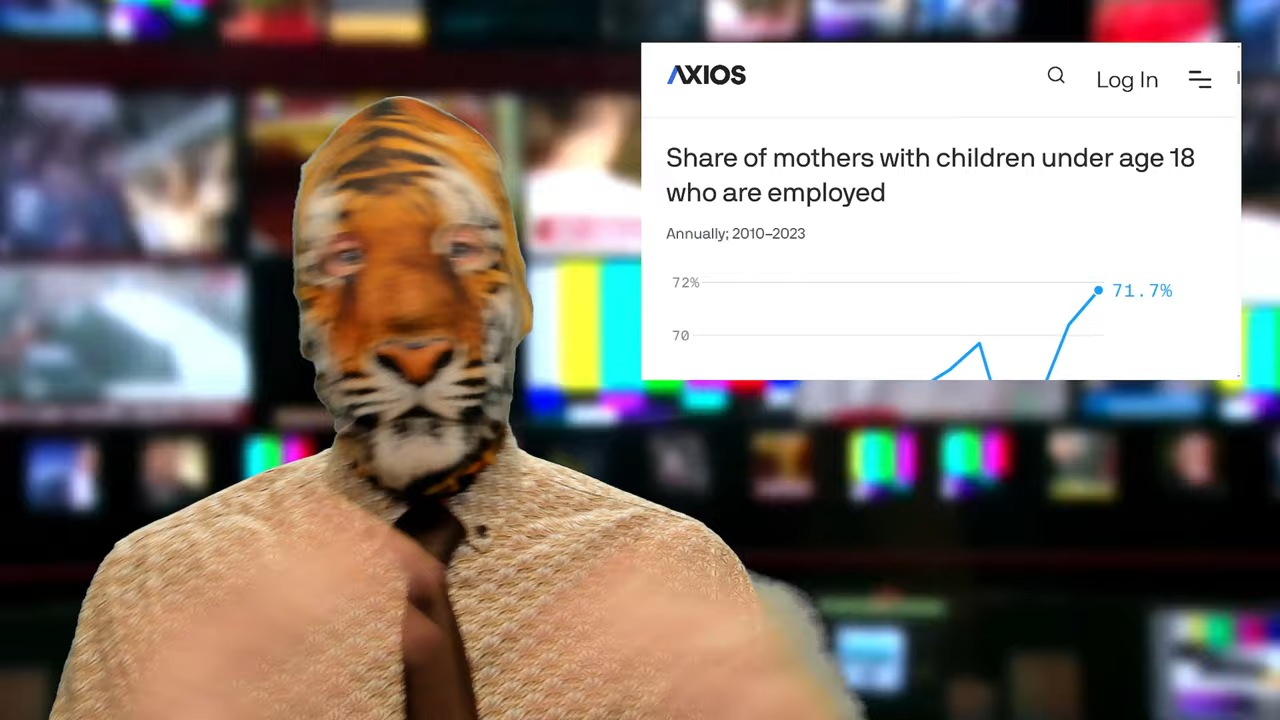 AXIOS
Log In
Share of mothers with children under age 18
who are employed
Annually; 2010–2023
72%
71.7%
70